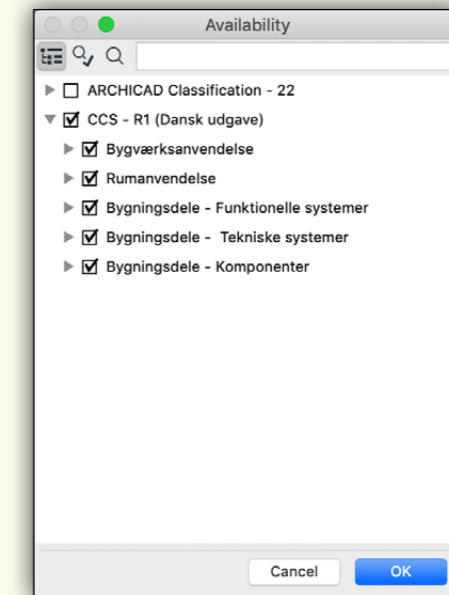 Availability
ARCHICAD Classification - 22
CCS - R1 (Dansk udgave)
Bygværksanvendelse
Rumanvendelse
Bygningsdele - Funktionelle systemer
Bygningsdele - Tekniske systemer
Bygningsdele - Komponenter
Cancel OK